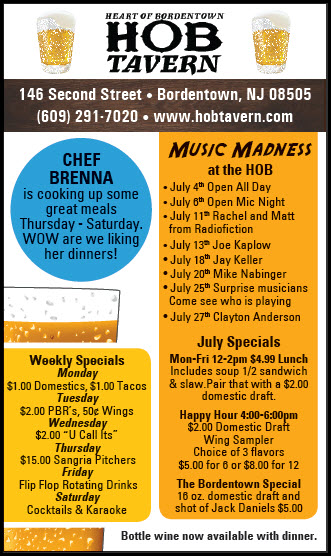 HEART OF BORDENTOWN
HOB
TAVERN
146 Second Street • Bordentown, NJ 08505
(609) 291-7020 • www.hobtavern.com
CHEF
BRENNA
is cooking up some
great meals
Thursday - Saturday.
WOW are we liking
her dinners!
Weekly Specials
Monday
$1.00 Domestics, $1.00 Tacos
Tuesday
$2.00 PBR's, 50¢ Wings
Wednesday
$2.00 "U Call Its"
Thursday
$15.00 Sangria Pitchers
Friday
Flip Flop Rotating Drinks
Saturday
Cocktails & Karaoke
MUSIC MADNESS
at the HOB
• July 4th Open All Day
• July 6th Open Mic Night
• July 11th Rachel and Matt
from Radiofiction
• July 13th Joe Kaplow
• July 18th Jay Keller
• July 20th Mike Nabinger
• July 25th Surprise musicians
Come see who is playing
• July 27th Clayton Anderson
July Specials
Mon-Fri 12-2pm $4.99 Lunch
Includes soup 1/2 sandwich
& slaw.Pair that with a $2.00
domestic draft.
Happy Hour 4:00-6:00pm
$2.00 Domestic Draft
Wing Sampler
Choice of 3 flavors
$5.00 for 6 or $8.00 for 12
The Bordentown Special
16 oz. domestic draft and
shot of Jack Daniels $5.00
Bottle wine now available with dinner.